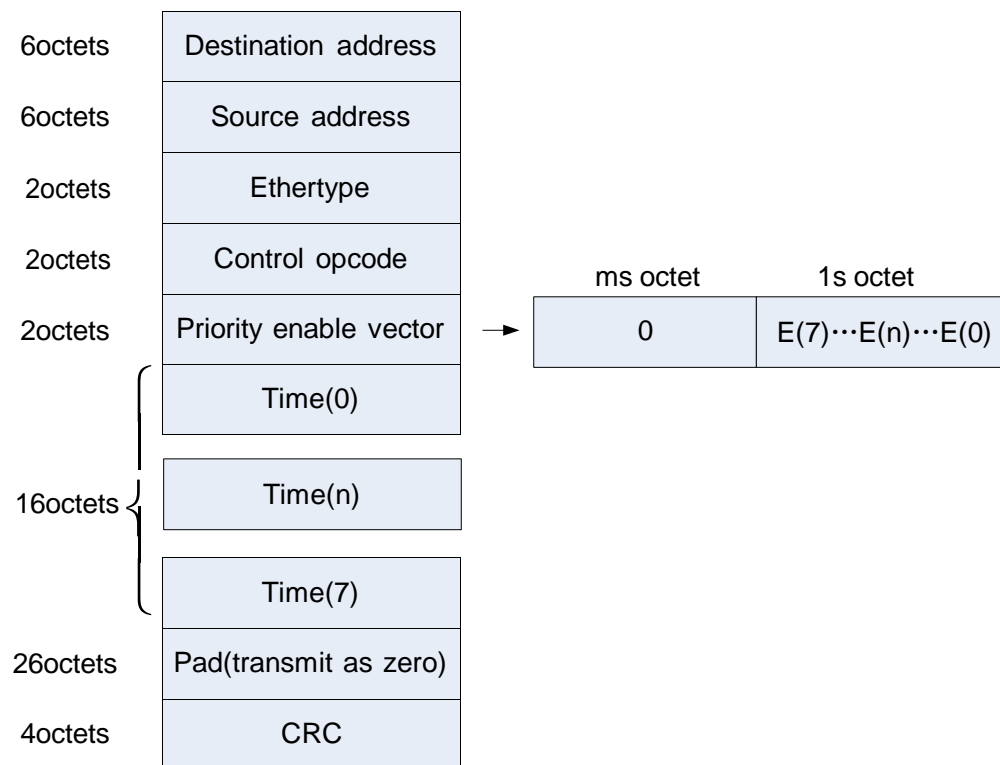 6octets Destination address
6octets Source address
2octets Ethertype
2octets Control opcode
ms octet 1s octet
2octets Priority enable vector 0 E(7)···E(n)···E(0)
Time(0)
16octets Time(n)
Time(7)
26octets Pad(transmit as zero)
4octets CRC